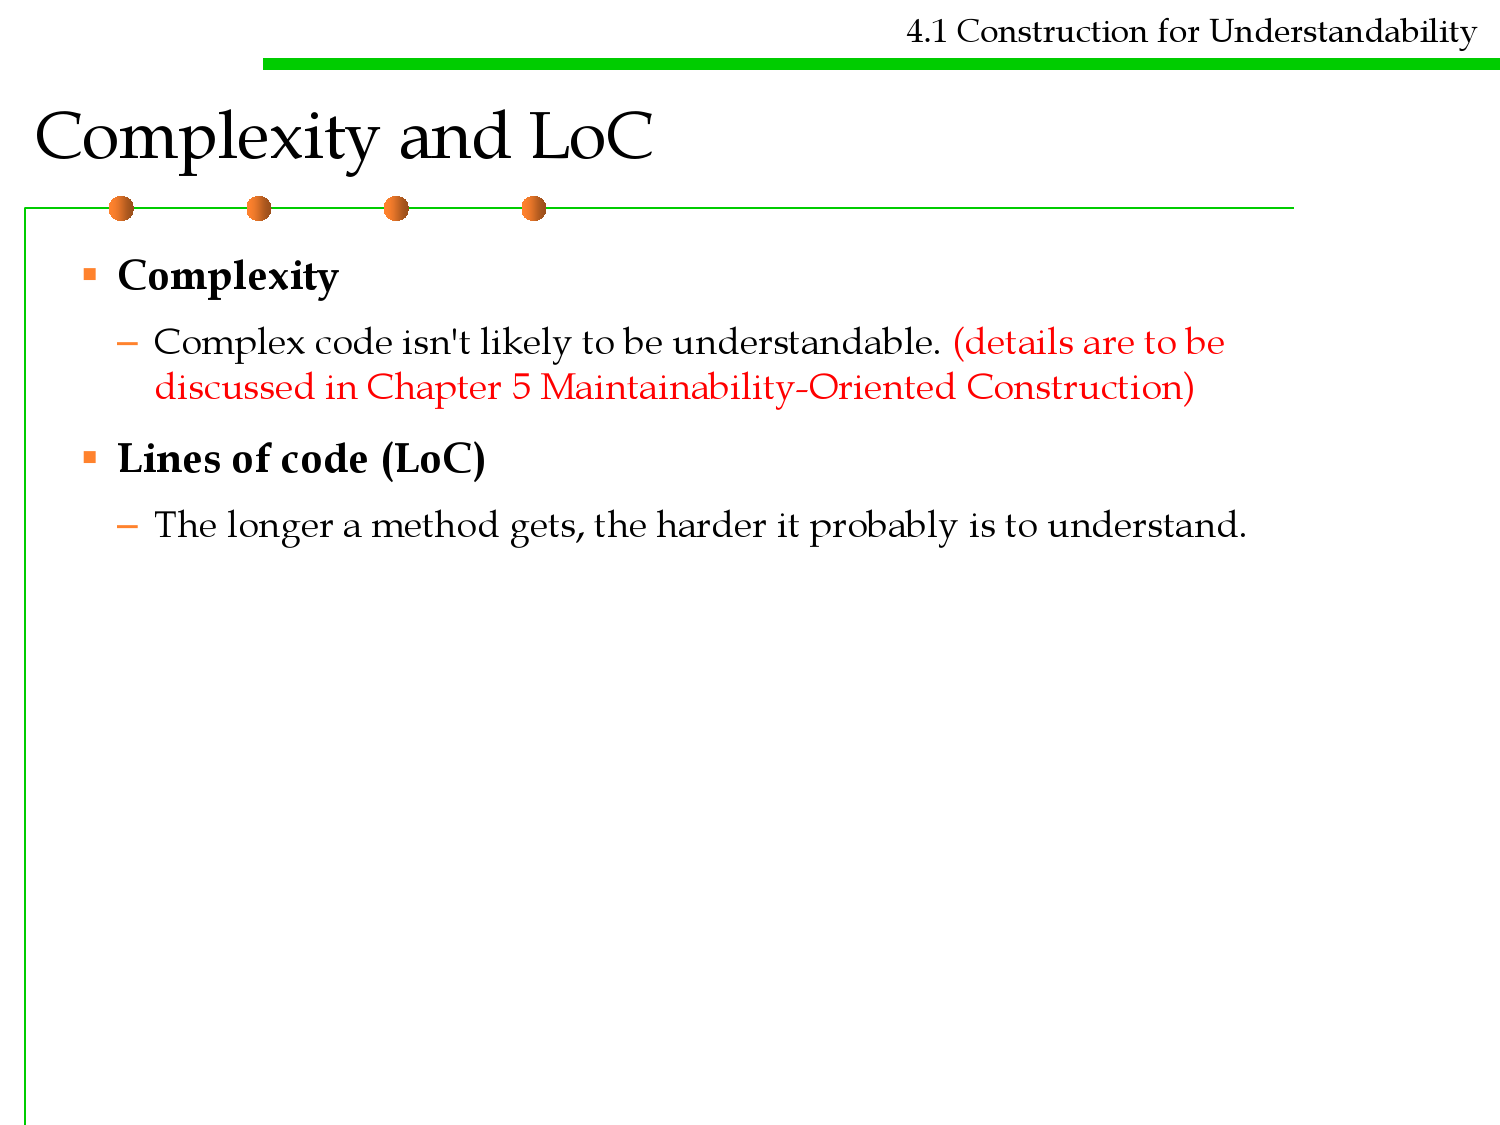 4.1 Construction for Understandability
Complexity and LoC
▪ Complexity
– Complex code isn't likely to be understandable. (details are to be
discussed in Chapter 5 Maintainability-Oriented Construction)
▪ Lines of code (LoC)
– The longer a method gets, the harder it probably is to understand.